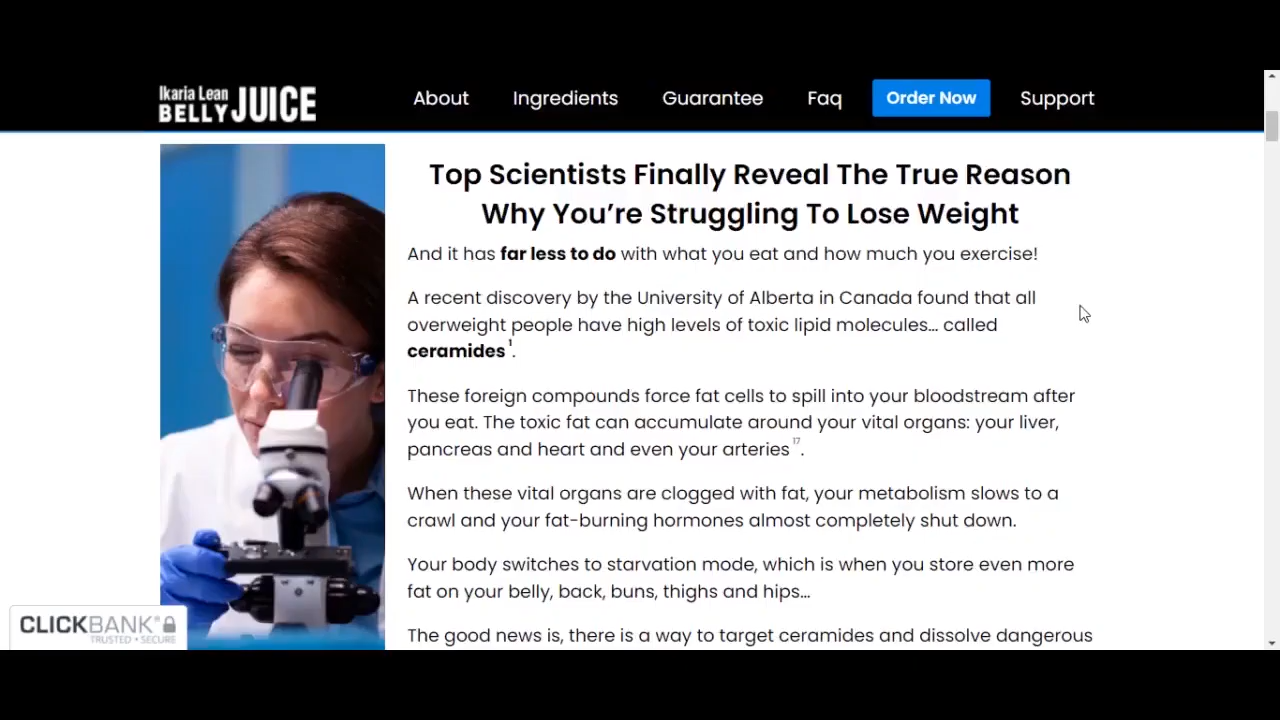 Ikaria Lean
BELLY JUICE
About Ingredients Guarantee Faq Order Now Support
Top Scientists Finally Reveal The True Reason
Why You’re Struggling To Lose Weight
And it has far less to do with what you eat and how much you exercise!
A recent discovery by the University of Alberta in Canada found that all
overweight people have high levels of toxic lipid molecules... called
ceramides¹.
These foreign compounds force fat cells to spill into your bloodstream after
you eat. The toxic fat can accumulate around your vital organs: your liver,
pancreas and heart and even your arteries ¹⁷.
When these vital organs are clogged with fat, your metabolism slows to a
crawl and your fat-burning hormones almost completely shut down.
Your body switches to starvation mode, which is when you store even more
fat on your belly, back, buns, thighs and hips...
The good news is, there is a way to target ceramides and dissolve dangerous
CLICKBANK®
TRUSTED • SECURE